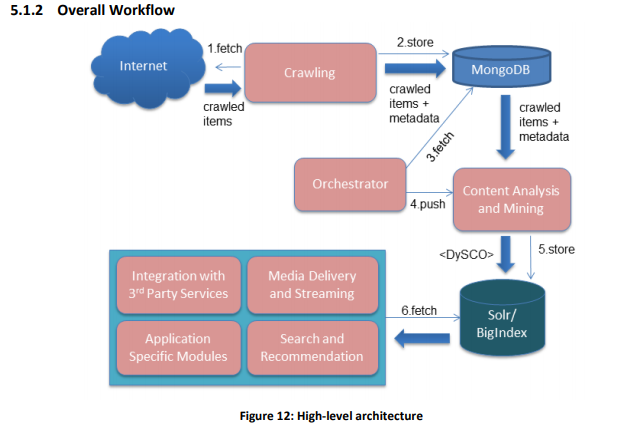 5.1.2 Overall Workflow
Internet
1.fetch
crawled
items
Crawling
2.store
crawled
items +
metadata
MongoDB
crawled
items +
metadata
3.fetch
Orchestrator
4.push
Content Analysis
and Mining
<DySCO>
5.store
Integration with
3rd Party Services
Media Delivery
and Streaming
Application
Specific Modules
Search and
Recommendation
6.fetch
Solr/
BigIndex
Figure 12: High-level architecture